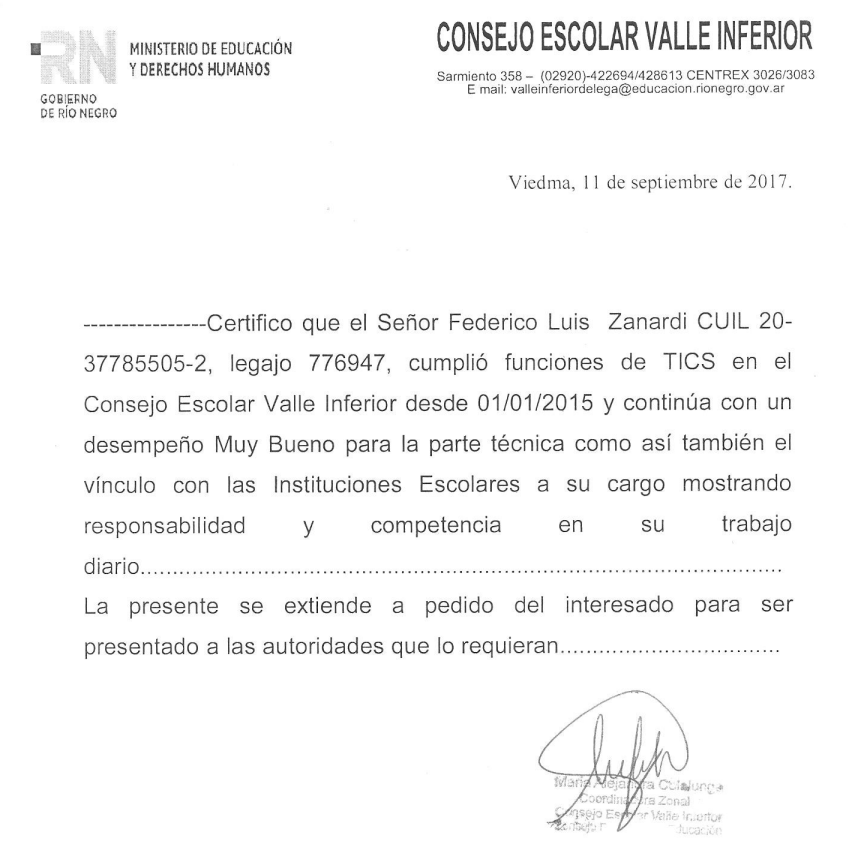 RN
MINISTERIO DE EDUCACIÓN
Y DERECHOS HUMANOS
GOBIERNO
DE RÍO NEGRO
CONSEJO ESCOLAR VALLE INFERIOR
Sarmiento 358 – (02920)-422694/428613 CENTREX 3026/3083
E mail: valleinferiordelega@educacion.rionegro.gov.ar
Viedma, 11 de septiembre de 2017.
----------------Certifico que el Señor Federico Luis Zanardi CUIL 20-
37785505-2, legajo 776947, cumplió funciones de TICS en el
Consejo Escolar Valle Inferior desde 01/01/2015 y continúa con un
desempeño Muy Bueno para la parte técnica como así también el
vínculo con las Instituciones Escolares a su cargo mostrando
responsabilidad y competencia en su trabajo
diario....................................................................................................
La presente se extiende a pedido del interesado para ser
presentado a las autoridades que lo requieran..................................
María Alejandra
Coordinadora Zonal
Consejo Escolar Valle Inferior
Educación